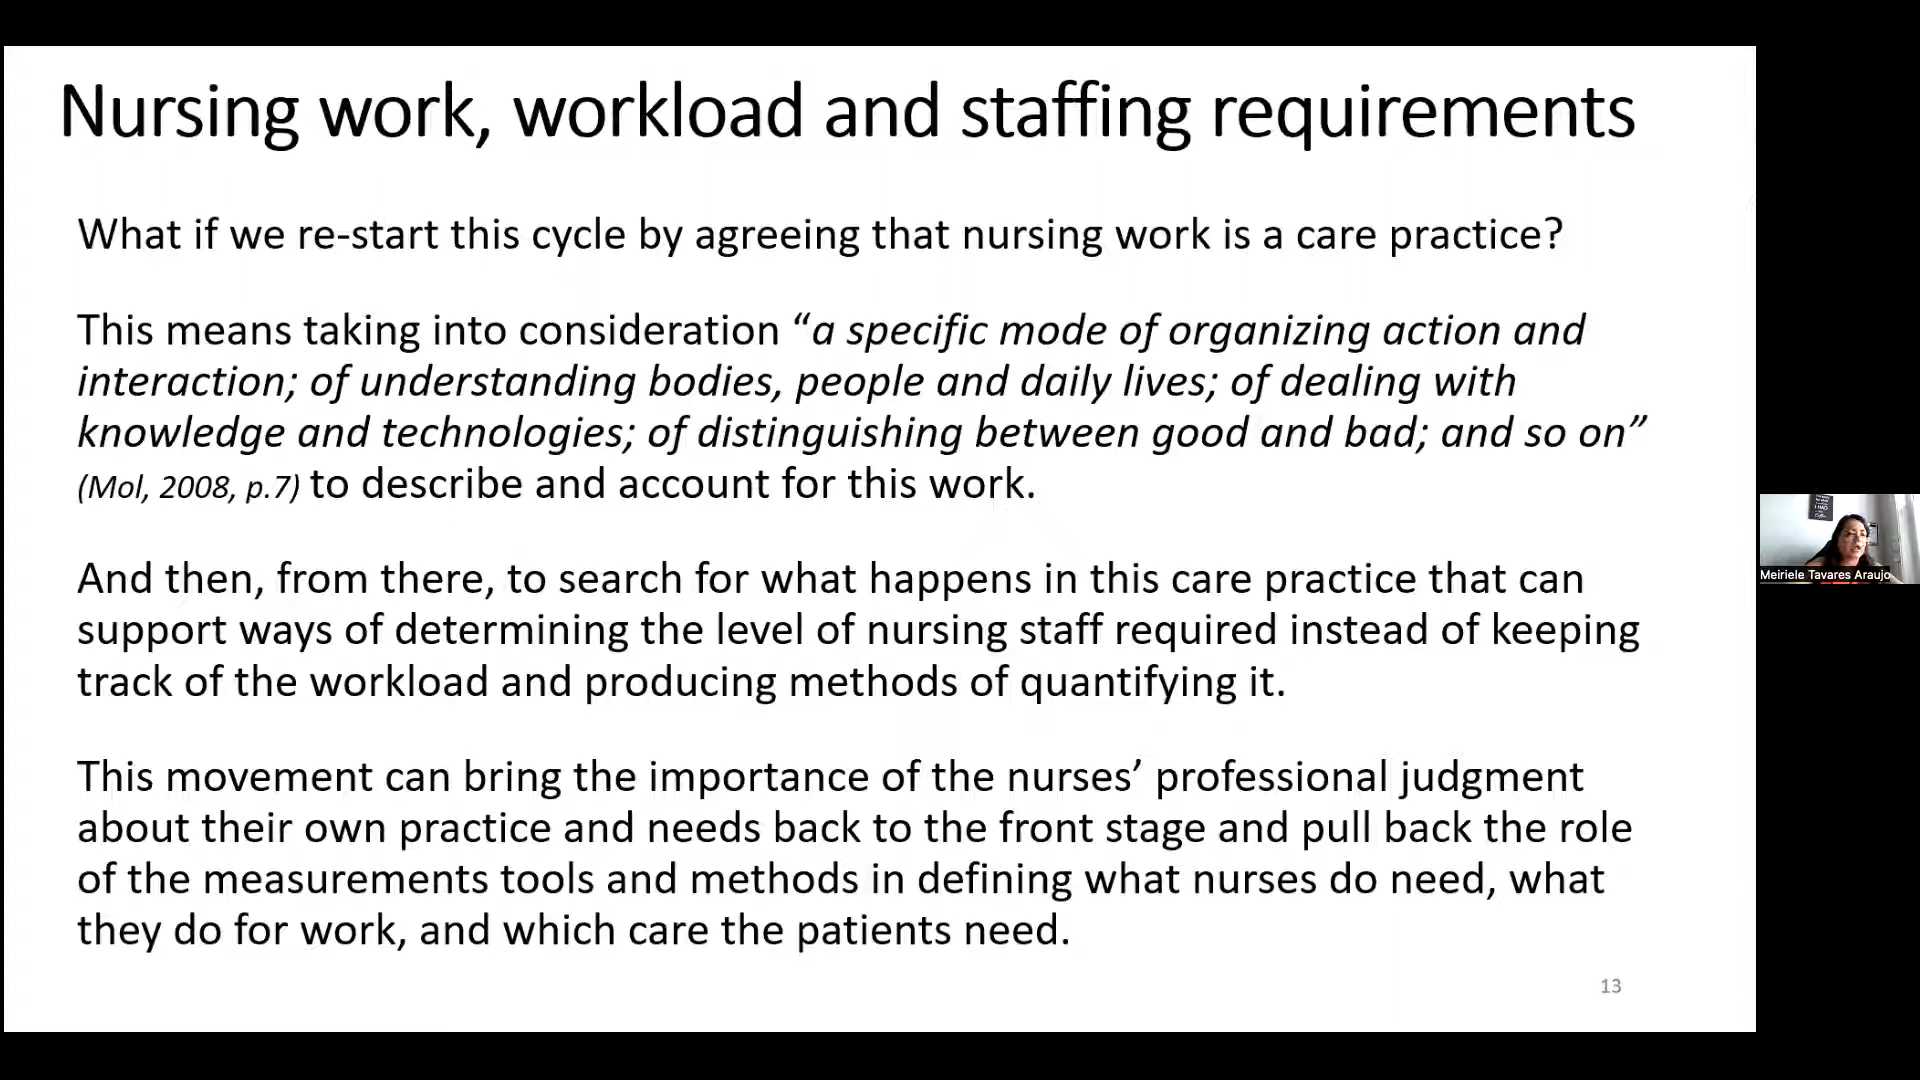 Nursing work, workload and staffing requirements
What if we re-start this cycle by agreeing that nursing work is a care practice?
This means taking into consideration “a specific mode of organizing action and
interaction; of understanding bodies, people and daily lives; of dealing with
knowledge and technologies; of distinguishing between good and bad; and so on”
(Mol, 2008, p.7) to describe and account for this work.
And then, from there, to search for what happens in this care practice that can
support ways of determining the level of nursing staff required instead of keeping
track of the workload and producing methods of quantifying it.
This movement can bring the importance of the nurses’ professional judgment
about their own practice and needs back to the front stage and pull back the role
of the measurements tools and methods in defining what nurses do need, what
they do for work, and which care the patients need.
13
Meiriele Tavares Araujo